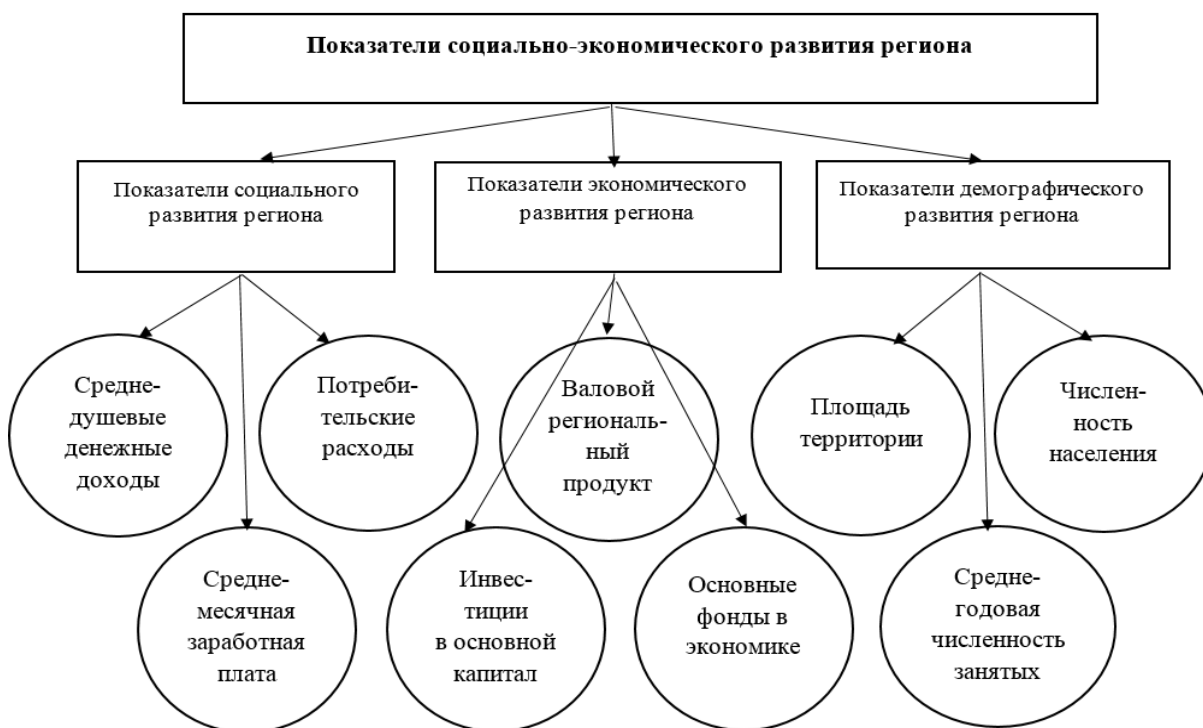 Показатели социально-экономического развития региона
Показатели социального
развития региона
Показатели экономического
развития региона
Показатели демографического
развития региона
Средне-
душевые
денежные
доходы
Потреби-
тельские
расходы
Валовой
региональ-
ный
продукт
Площадь
территории
Числен-
ность
населения
Средне-
месячная
заработная
плата
Инвес-
тиции
в основной
капитал
Основные
фонды в
экономике
Средне-
годовая
численность
занятых